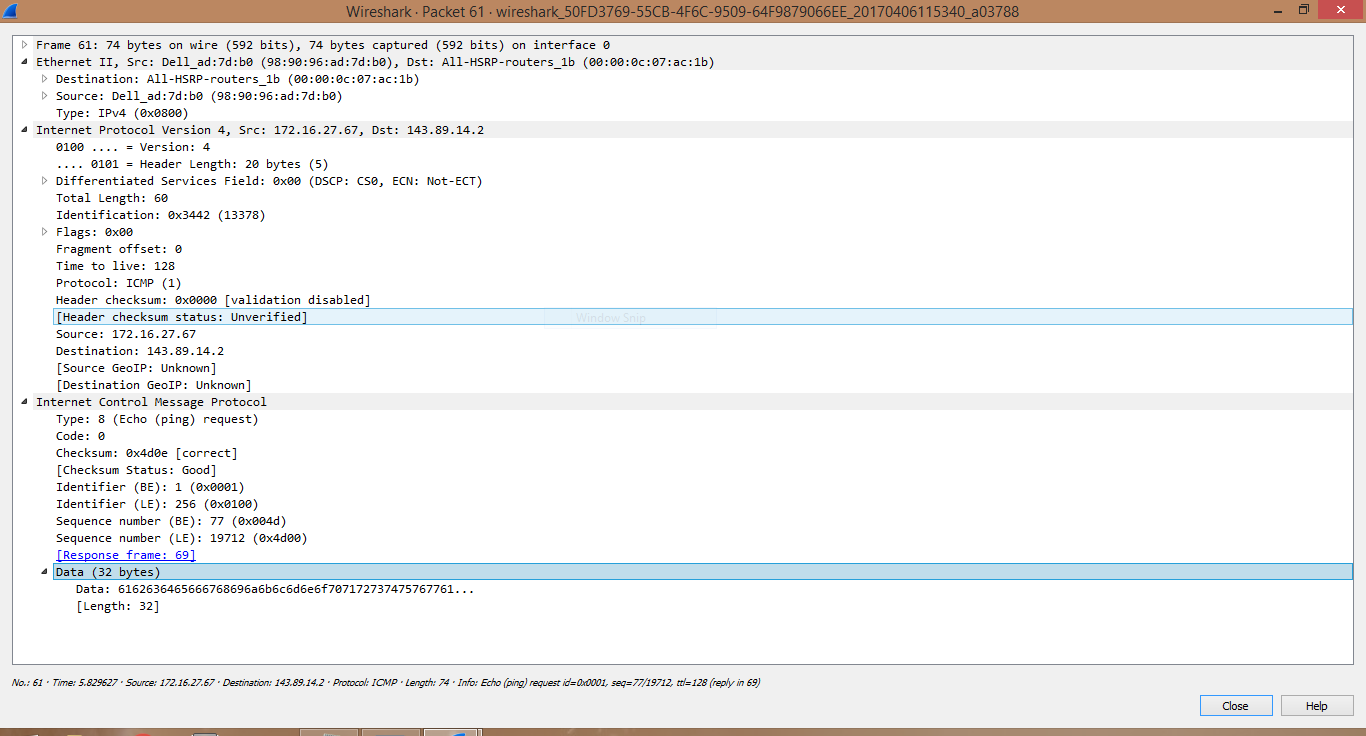 Wireshark · Packet 61 · wireshark_50FD3769-55CB-4F6C-9509-64F9879066EE_20170406115340_a03788
Frame 61: 74 bytes on wire (592 bits), 74 bytes captured (592 bits) on interface 0
Ethernet II, Src: Dell_ad:7d:b0 (98:90:96:ad:7d:b0), Dst: All-HSRP-routers_1b (00:00:0c:07:ac:1b)
Destination: All-HSRP-routers_1b (00:00:0c:07:ac:1b)
Source: Dell_ad:7d:b0 (98:90:96:ad:7d:b0)
Type: IPv4 (0x0800)
Internet Protocol Version 4, Src: 172.16.27.67, Dst: 143.89.14.2
0100 .... = Version: 4
.... 0101 = Header Length: 20 bytes (5)
Differentiated Services Field: 0x00 (DSCP: CS0, ECN: Not-ECT)
Total Length: 60
Identification: 0x3442 (13378)
Flags: 0x00
Fragment offset: 0
Time to live: 128
Protocol: ICMP (1)
Header checksum: 0x0000 [validation disabled]
[Header checksum status: Unverified]
Window Snip
Source: 172.16.27.67
Destination: 143.89.14.2
[Source GeoIP: Unknown]
[Destination GeoIP: Unknown]
Internet Control Message Protocol
Type: 8 (Echo (ping) request)
Code: 0
Checksum: 0x4d0e [correct]
[Checksum Status: Good]
Identifier (BE): 1 (0x0001)
Identifier (LE): 256 (0x0100)
Sequence number (BE): 77 (0x004d)
Sequence number (LE): 19712 (0x4d00)
[Response frame: 69]
Data (32 bytes)
Data: 6162636465666768696a6b6c6d6e6f707172737475767761...
[Length: 32]
No.: 61 · Time: 5.829627 · Source: 172.16.27.67 · Destination: 143.89.14.2 · Protocol: ICMP · Length: 74 · Info: Echo (ping) request id=0x0001, seq=77/19712, ttl=128 (reply in 69)
Close
Help